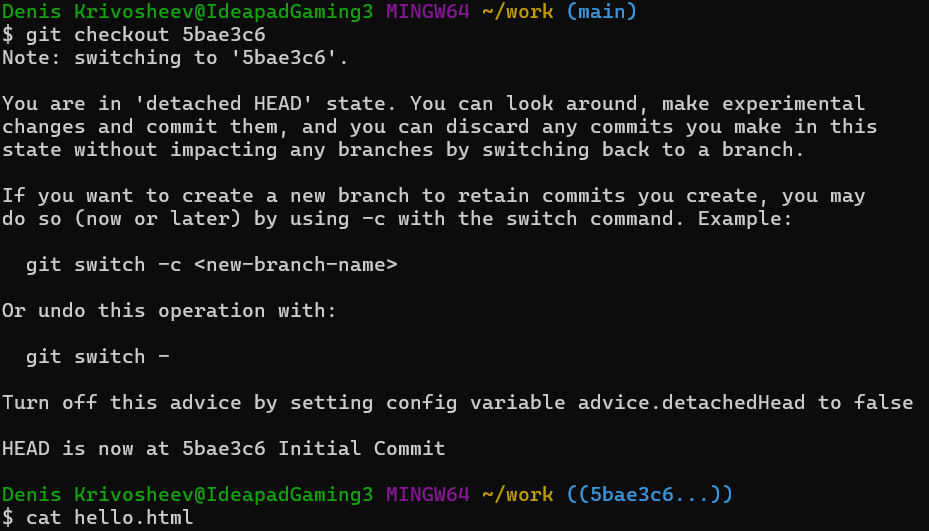 Denis Krivosheev@IdeapadGaming3 MINGW64 ~/work (main)
$ git checkout 5bae3c6
Note: switching to '5bae3c6'.
You are in 'detached HEAD' state. You can look around, make experimental
changes and commit them, and you can discard any commits you make in this
state without impacting any branches by switching back to a branch.
If you want to create a new branch to retain commits you create, you may
do so (now or later) by using -c with the switch command. Example:
  git switch -c <new-branch-name>
Or undo this operation with:
  git switch -
Turn off this advice by setting config variable advice.detachedHead to false
HEAD is now at 5bae3c6 Initial Commit
Denis Krivosheev@IdeapadGaming3 MINGW64 ~/work ((5bae3c6...))
$ cat hello.html